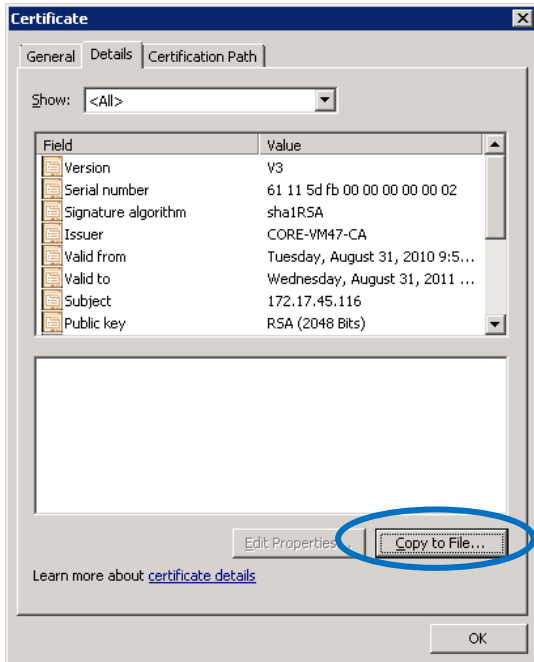 Certificate
General Details Certification Path
Show: <All>
Field Value
Version V3
Serial number 61 11 5d fb 00 00 00 00 00 02
Signature algorithm sha1RSA
Issuer CORE-VM47-CA
Valid from Tuesday, August 31, 2010 9:5...
Valid to Wednesday, August 31, 2011 ...
Subject 172.17.45.116
Public key RSA (2048 Bits)
Edit Properties... Copy to File...
Learn more about certificate details
OK